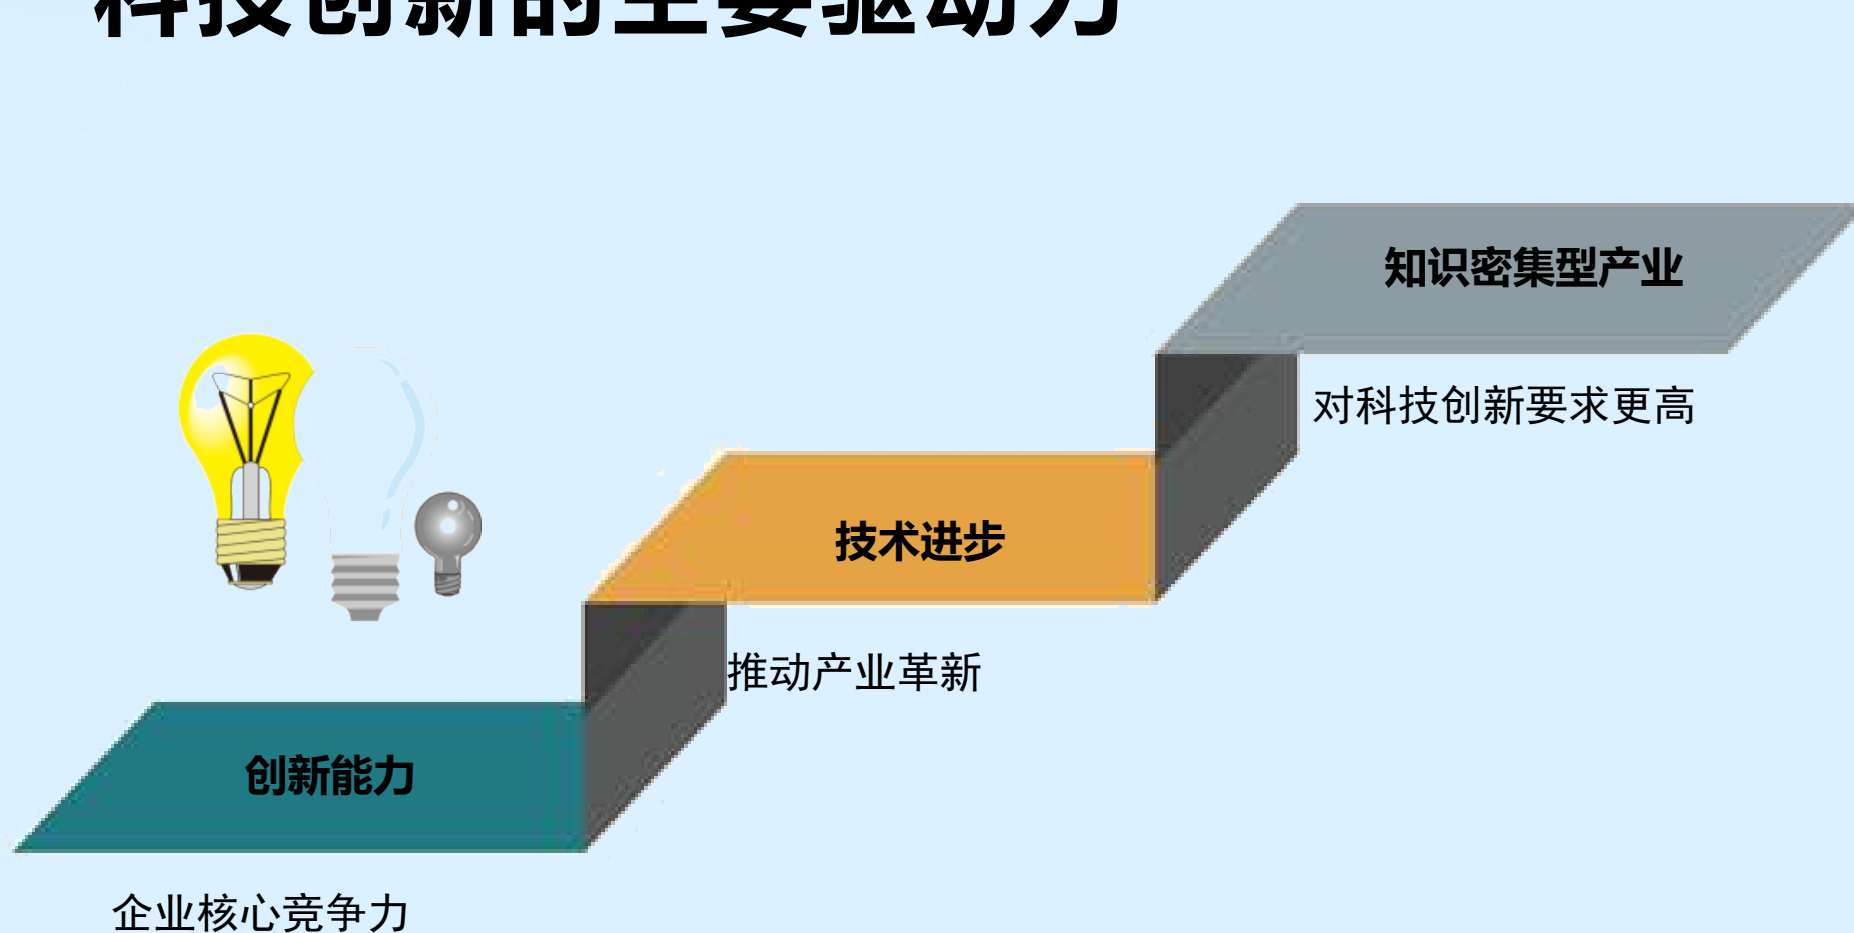 科技创新的主要驱动力
知识密集型产业
对科技创新要求更高
技术进步
推动产业革新
创新能力
企业核心竞争力